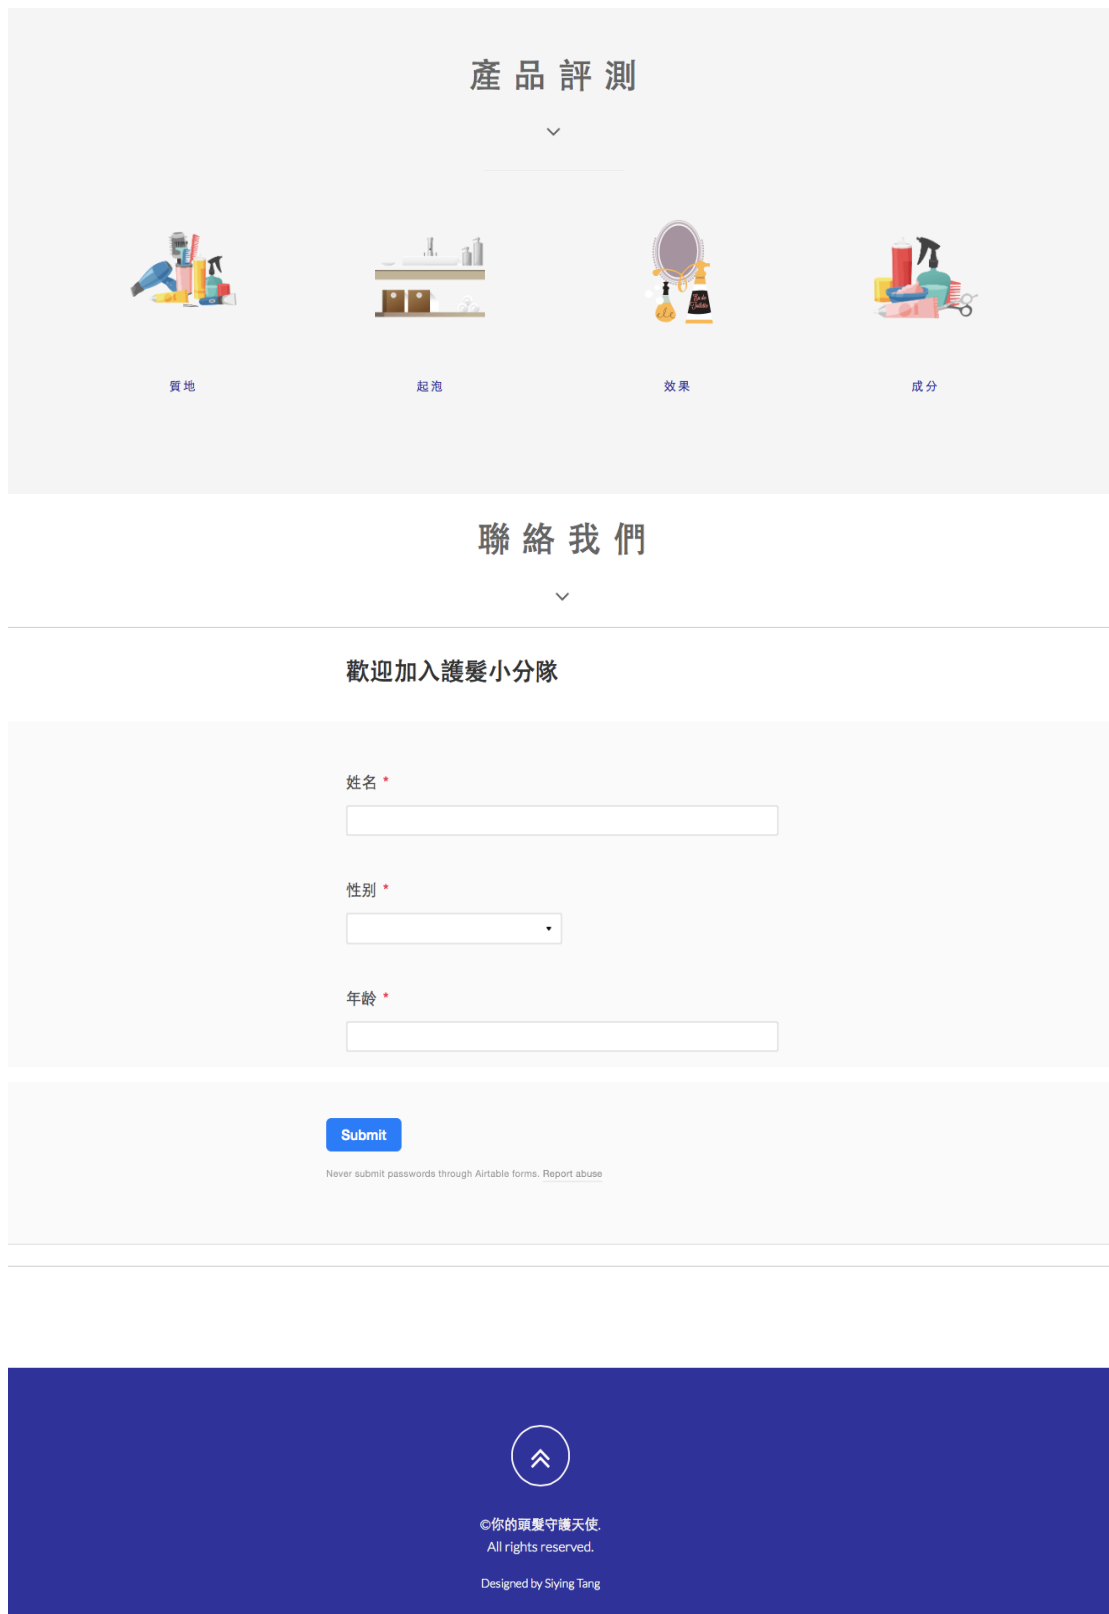 產品評測
質地
起泡
效果
成分
聯絡我們
歡迎加入護髮小分隊
姓名 *
性别 *
年龄 *
Submit
Never submit passwords through Airtable forms. Report abuse
©你的頭髮守護天使.
All rights reserved.
Designed by Siying Tang